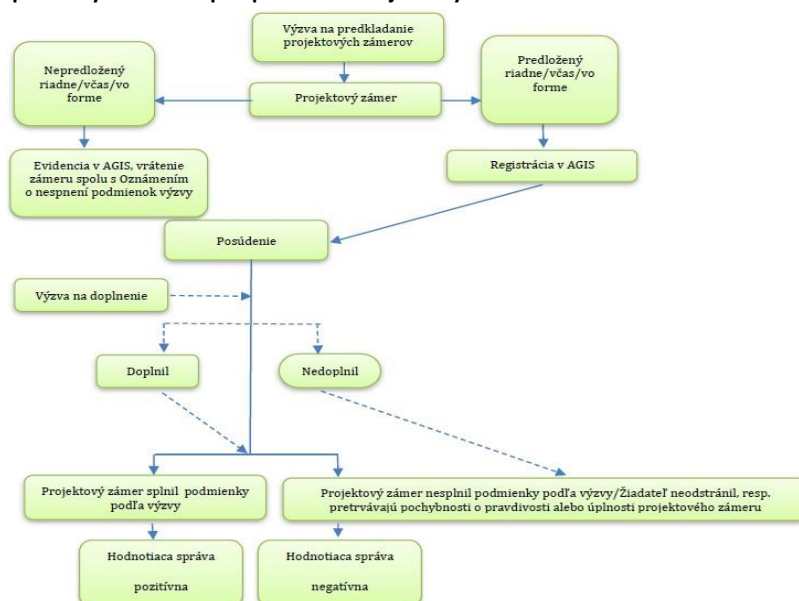 Výzva na predkladanie
projektových zámerov
Nepredložený
riadne/včas/vo
forme
Predložený
riadne/včas/vo
forme
Projektový zámer
Evidencia v AGIS, vrátenie
zámeru spolu s Oznámením
o nespnení podmienok výzvy
Registrácia v AGIS
Posúdenie
Výzva na doplnenie
Doplnil
Nedoplnil
Projektový zámer splnil podmienky
podľa výzvy
Projektový zámer nesplnil podmienky podľa výzvy/Žiadateľ neodstránil, resp.
pretrvávajú pochybnosti o pravdivosti alebo úplnosti projektového zámeru
Hodnotiaca správa
pozitívna
Hodnotiaca správa
negatívna